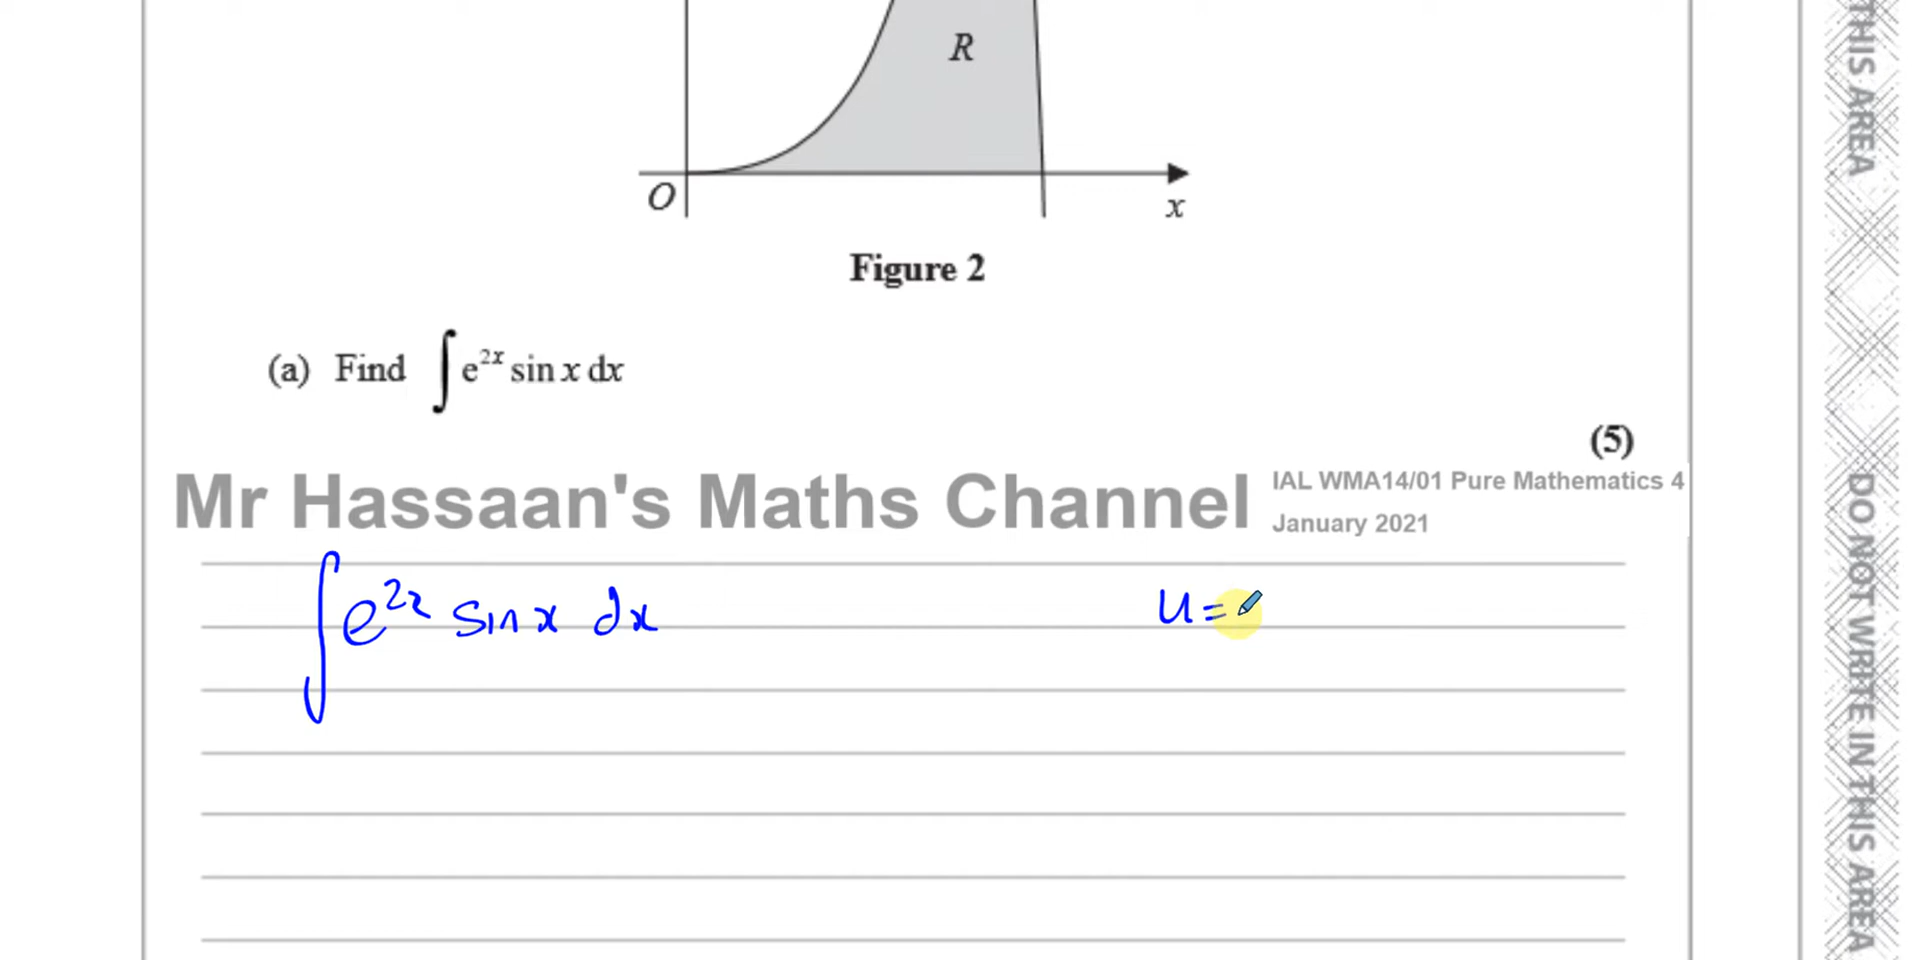 R
O
x
Figure 2
(a) Find ∫ e^{2x} sin x dx
(5)
Mr Hassaan's Maths Channel
IAL WMA14/01 Pure Mathematics 4
January 2021
∫ e^{2x} sin x dx
u =
THIS AREA
DO NOT WRITE IN THIS AREA